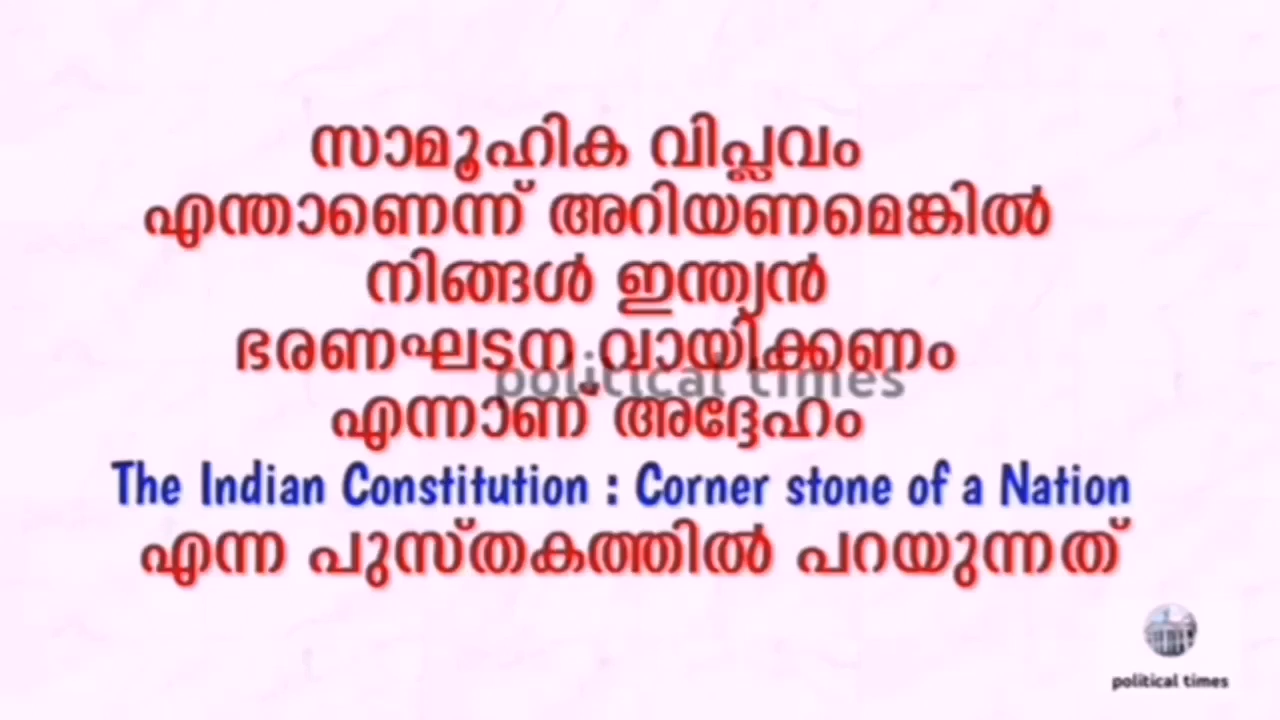 സാമൂഹിക വിപ്ലവം
എന്താണെന്ന് അറിയണമെങ്കിൽ
നിങ്ങൾ ഇന്ത്യൻ
ഭരണഘടന വായിക്കണം
political times
എന്നാണ് അദ്ദേഹം
The Indian Constitution : Corner stone of a Nation
എന്ന പുസ്തകത്തിൽ പറയുന്നത്
political times